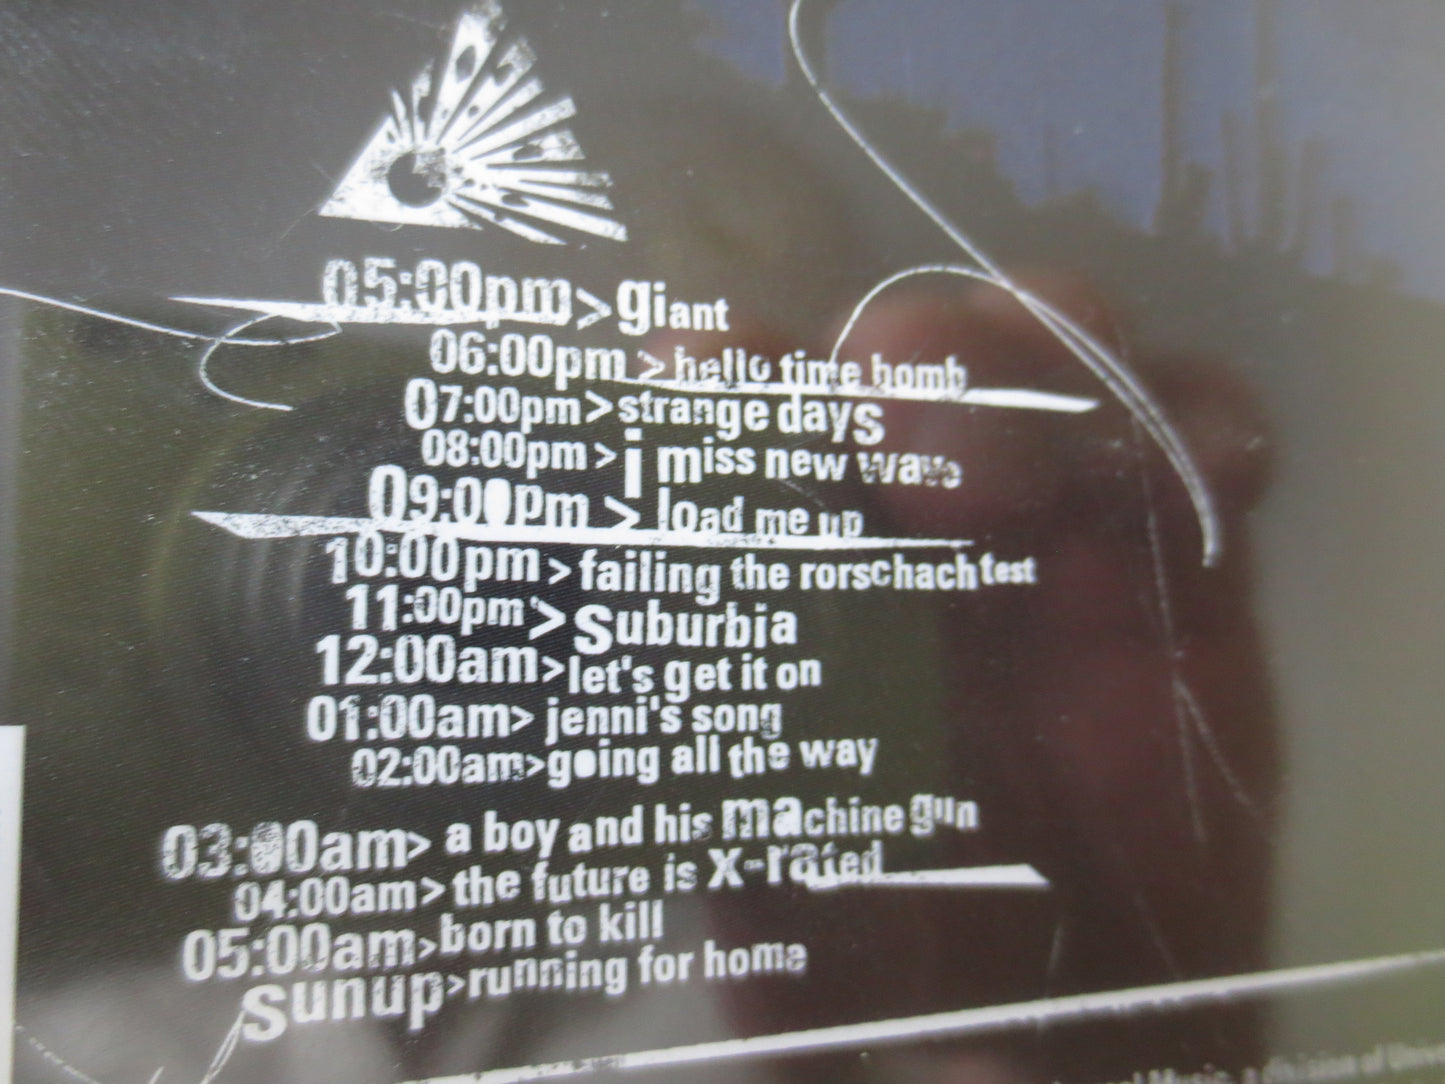 05:00pm > giant
06:00pm > hello time bomb
07:00pm > strange days
08:00pm > i miss new wave
09:00pm > load me up
10:00pm > failing the rorschach test
11:00pm > suburbia
12:00am > let's get it on
01:00am > jenni's song
02:00am > going all the way
03:00am > a boy and his machine gun
04:00am > the future is x-rated
05:00am > born to kill
sunup > running for home
Music, a division of